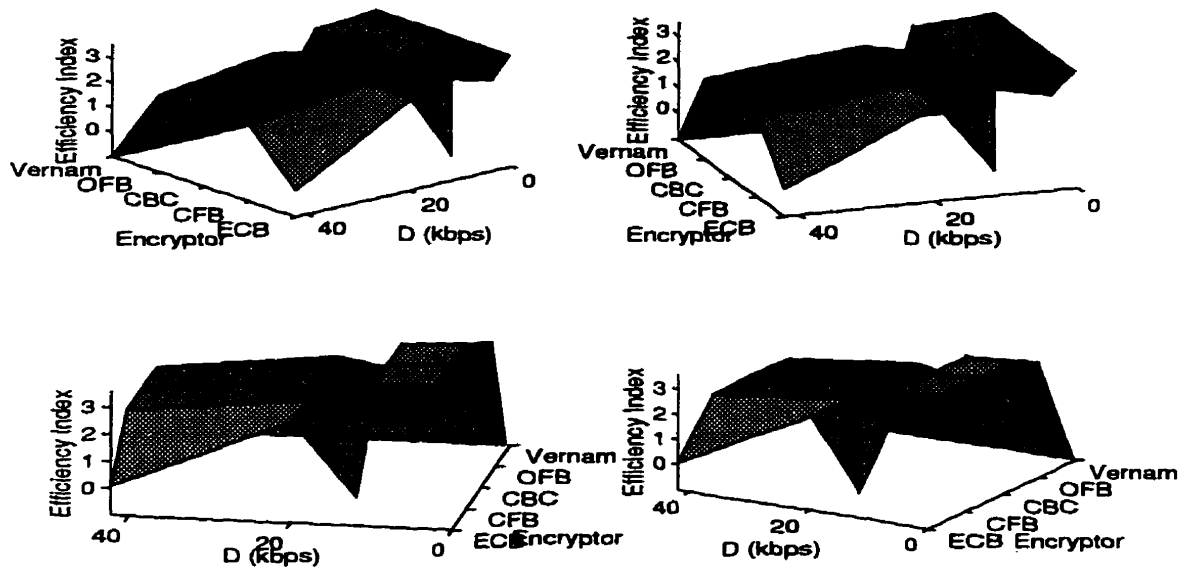 Efficiency Index
3
2
1
0
Vernam
OFB
CBC
CFB
ECB
Encryptor
40
20
0
D (kbps)
Efficiency Index
3
2
1
0
Vernam
OFB
CBC
CFB
ECB
Encryptor
40
20
0
D (kbps)
Efficiency Index
3
2
1
0
40
20
0
D (kbps)
Vernam
OFB
CBC
CFB
ECB
Encryptor
Efficiency Index
3
2
1
0
40
20
0
D (kbps)
Vernam
OFB
CBC
CFB
ECB
Encryptor